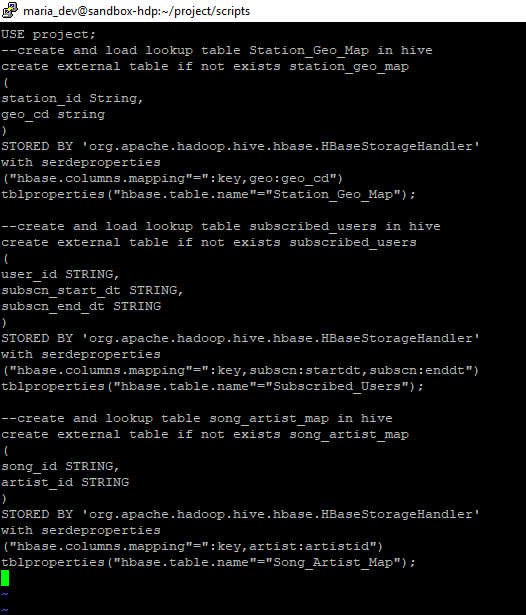 maria_dev@sandbox-hdp:~/project/scripts
USE project;
--create and load lookup table Station_Geo_Map in hive
create external table if not exists station_geo_map
(
station_id String,
geo_cd string
)
STORED BY 'org.apache.hadoop.hive.hbase.HBaseStorageHandler'
with serdeproperties
("hbase.columns.mapping"=":key,geo:geo_cd")
tblproperties("hbase.table.name"="Station_Geo_Map");

--create and load lookup table subscribed_users in hive
create external table if not exists subscribed_users
(
user_id STRING,
subscn_start_dt STRING,
subscn_end_dt STRING
)
STORED BY 'org.apache.hadoop.hive.hbase.HBaseStorageHandler'
with serdeproperties
("hbase.columns.mapping"=":key,subscn:startdt,subscn:enddt")
tblproperties("hbase.table.name"="Subscribed_Users");

--create and lookup table song_artist_map in hive
create external table if not exists song_artist_map
(
song_id STRING,
artist_id STRING
)
STORED BY 'org.apache.hadoop.hive.hbase.HBaseStorageHandler'
with serdeproperties
("hbase.columns.mapping"=":key,artist:artistid")
tblproperties("hbase.table.name"="Song_Artist_Map");

~
~